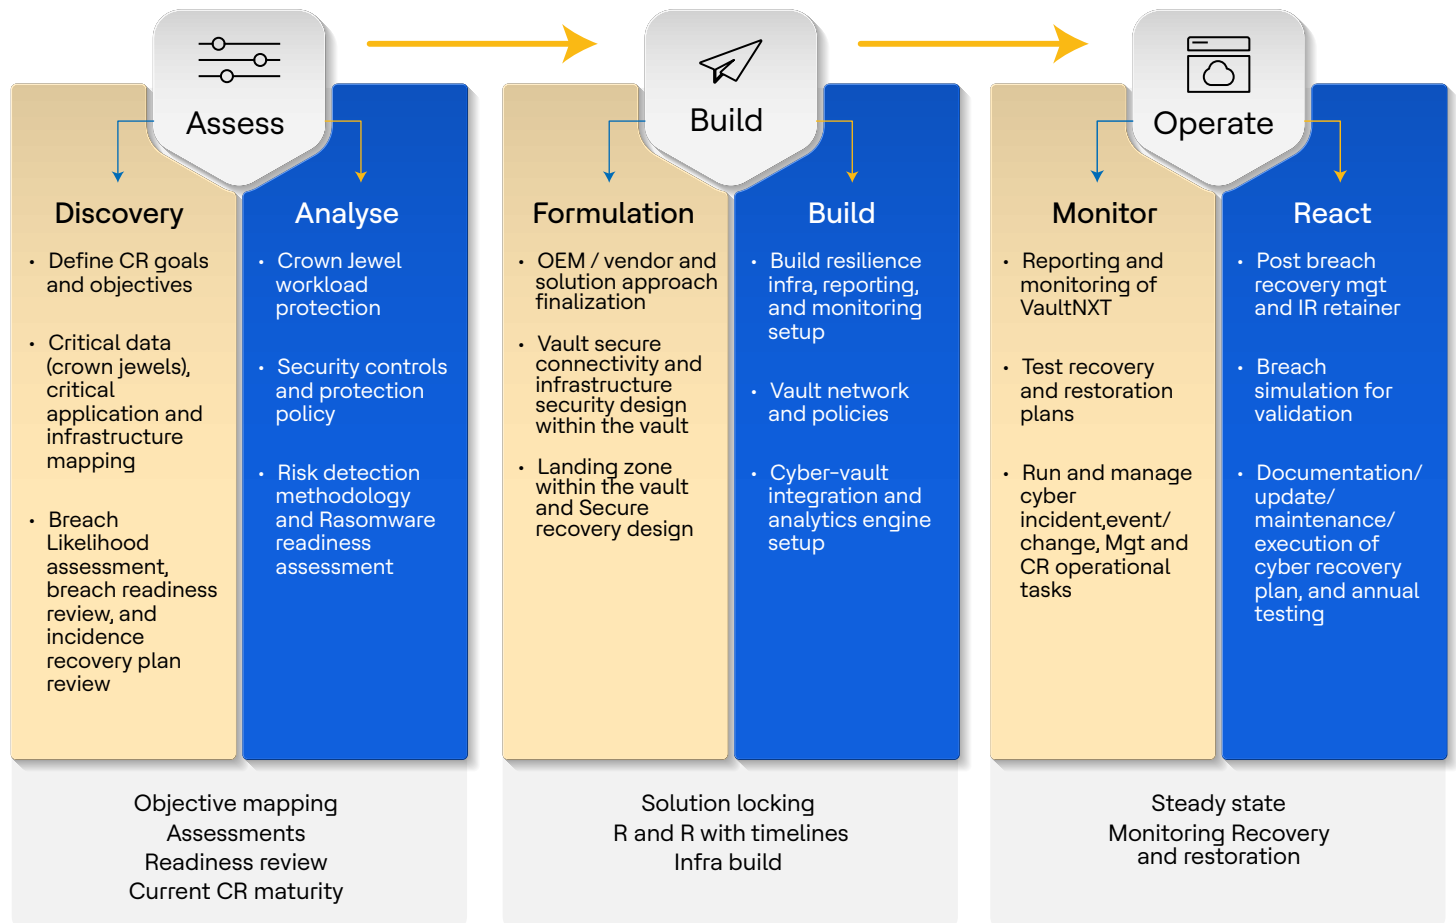 Assess
Discovery
• Define CR goals
and objectives
• Critical data
(crown jewels),
critical
application and
infrastructure
mapping
• Breach
Likelihood
assessment,
breach readiness
review, and
incidence
recovery plan
review
Analyse
• Crown Jewel
workload
protection
• Security controls
and protection
policy
• Risk detection
methodology
and Rasomware
readiness
assessment
Objective mapping
Assessments
Readiness review
Current CR maturity
Build
Formulation
• OEM / vendor and
solution approach
finalization
• Vault secure
connectivity and
infrastructure
security design
within the vault
• Landing zone
within the vault
and Secure
recovery design
Build
• Build resilience
infra, reporting,
and monitoring
setup
• Vault network
and policies
• Cyber-vault
integration and
analytics engine
setup
Solution locking
R and R with timelines
Infra build
Operate
Monitor
• Reporting and
monitoring of
VaultNXT
• Test recovery
and restoration
plans
• Run and manage
cyber
incident,event/
change, Mgt and
CR operational
tasks
React
• Post breach
recovery mgt
and IR retainer
• Breach
simulation for
validation
• Documentation/
update/
maintenance/
execution of
cyber recovery
plan, and annual
testing
Steady state
Monitoring Recovery
and restoration